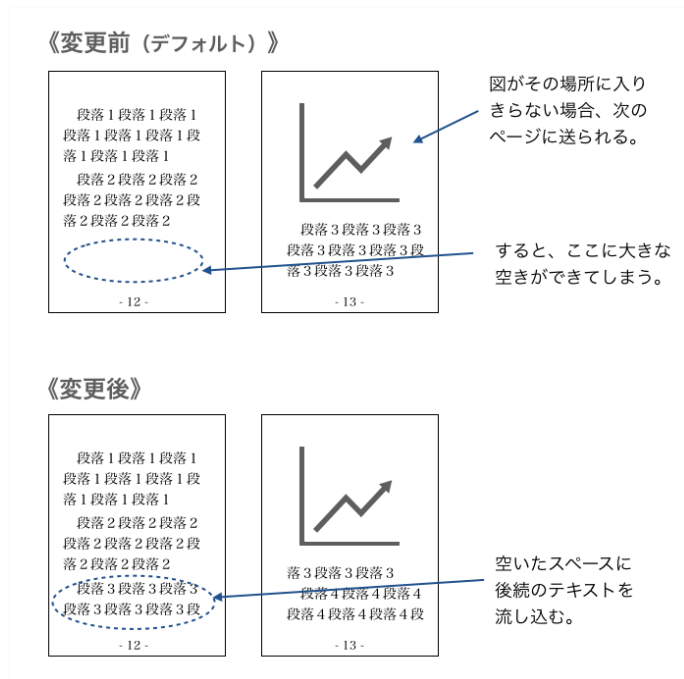 《変更前（デフォルト）》
段落１段落１段落１
段落１段落１段落１段
落１段落１段落１
段落２段落２段落２
段落２段落２段落２段
落２段落２段落２
- 12 -
段落３段落３段落３
段落３段落３段落３段
落３段落３段落３
- 13 -
図がその場所に入り
きらない場合、次の
ページに送られる。
すると、ここに大きな
空きができてしまう。
《変更後》
段落１段落１段落１
段落１段落１段落１段
落１段落１段落１
段落２段落２段落２
段落２段落２段落２段
落２段落２段落２
段落３段落３段落３
段落３段落３段落３段
- 12 -
落３段落３段落３
段落４段落４段落４
段落４段落４段落４段
- 13 -
空いたスペースに
後続のテキストを
流し込む。